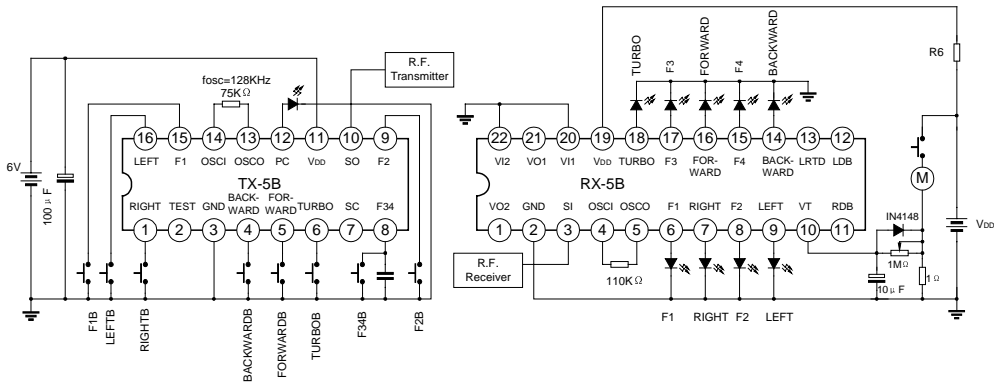 R.F.
Transmitter
fosc=128KHz
75KΩ
16 15 14 13 12 11 10 9
LEFT F1 OSCI OSCO PC VDD SO F2
TX-5B
BACK-
WARD
FOR-
WARD
RIGHT TEST GND TURBO SC F34
1 2 3 4 5 6 7 8
6V
100μF
F1B
LEFTB
RIGHTB
BACKWARDB
FORWARDB
TURBOB
F34B
F2B
TURBO
F3
FORWARD
F4
BACKWARD
R6
22 21 20 19 18 17 16 15 14 13 12
VI2 VO1 VI1 VDD TURBO F3 FOR-
WARD
F4 BACK-
WARD
LRTD LDB
RX-5B
VO2 GND SI OSCI OSCO F1 RIGHT F2 LEFT VT RDB
1 2 3 4 5 6 7 8 9 10 11
R.F.
Receiver
110KΩ
F1 RIGHT F2 LEFT
M
IN4148
1MΩ
10μF
1Ω
VDD